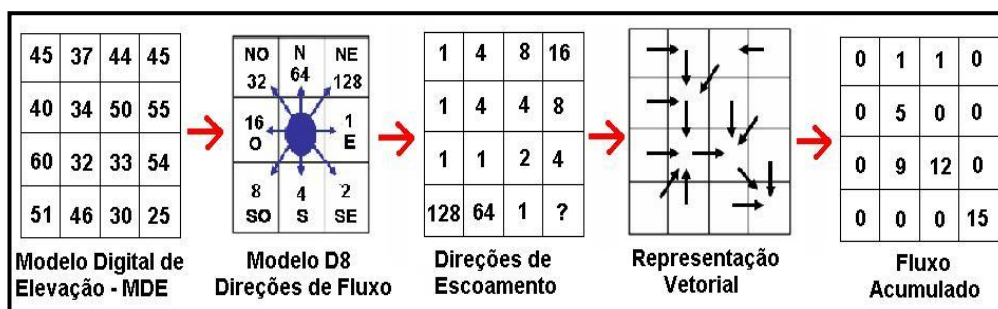 45 37 44 45
40 34 50 55
60 32 33 54
51 46 30 25
Modelo Digital de
Elevação - MDE
NO N NE
32 64 128
16 1
O E
8 4 2
SO S SE
Modelo D8
Direções de Fluxo
1 4 8 16
1 4 4 8
1 1 2 4
128 64 1 ?
Direções de
Escoamento
Representação
Vetorial
0 1 1 0
0 5 0 0
0 9 12 0
0 0 0 15
Fluxo
Acumulado